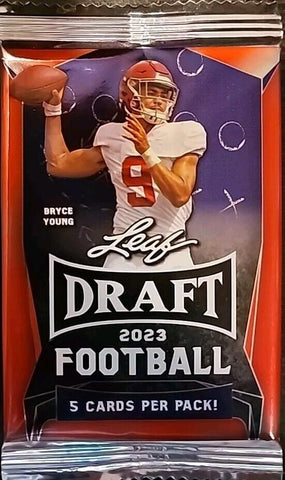 9
BRYCE
YOUNG
Leaf
DRAFT
2023
FOOTBALL
5 CARDS PER PACK!